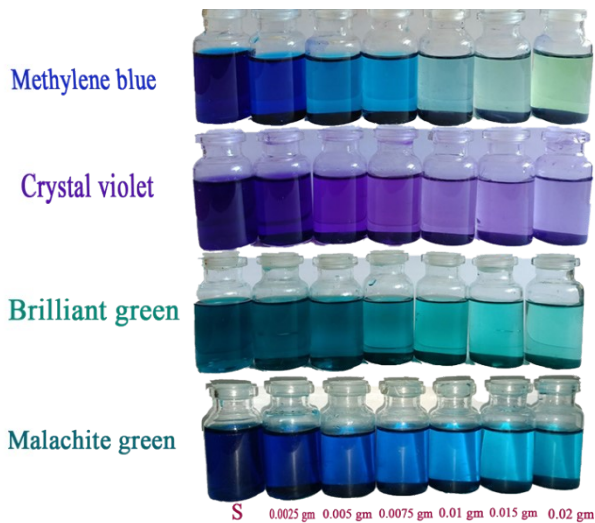 Methylene blue
Crystal violet
Brilliant green
Malachite green
S 0.0025 gm 0.005 gm 0.0075 gm 0.01 gm 0.015 gm 0.02 gm